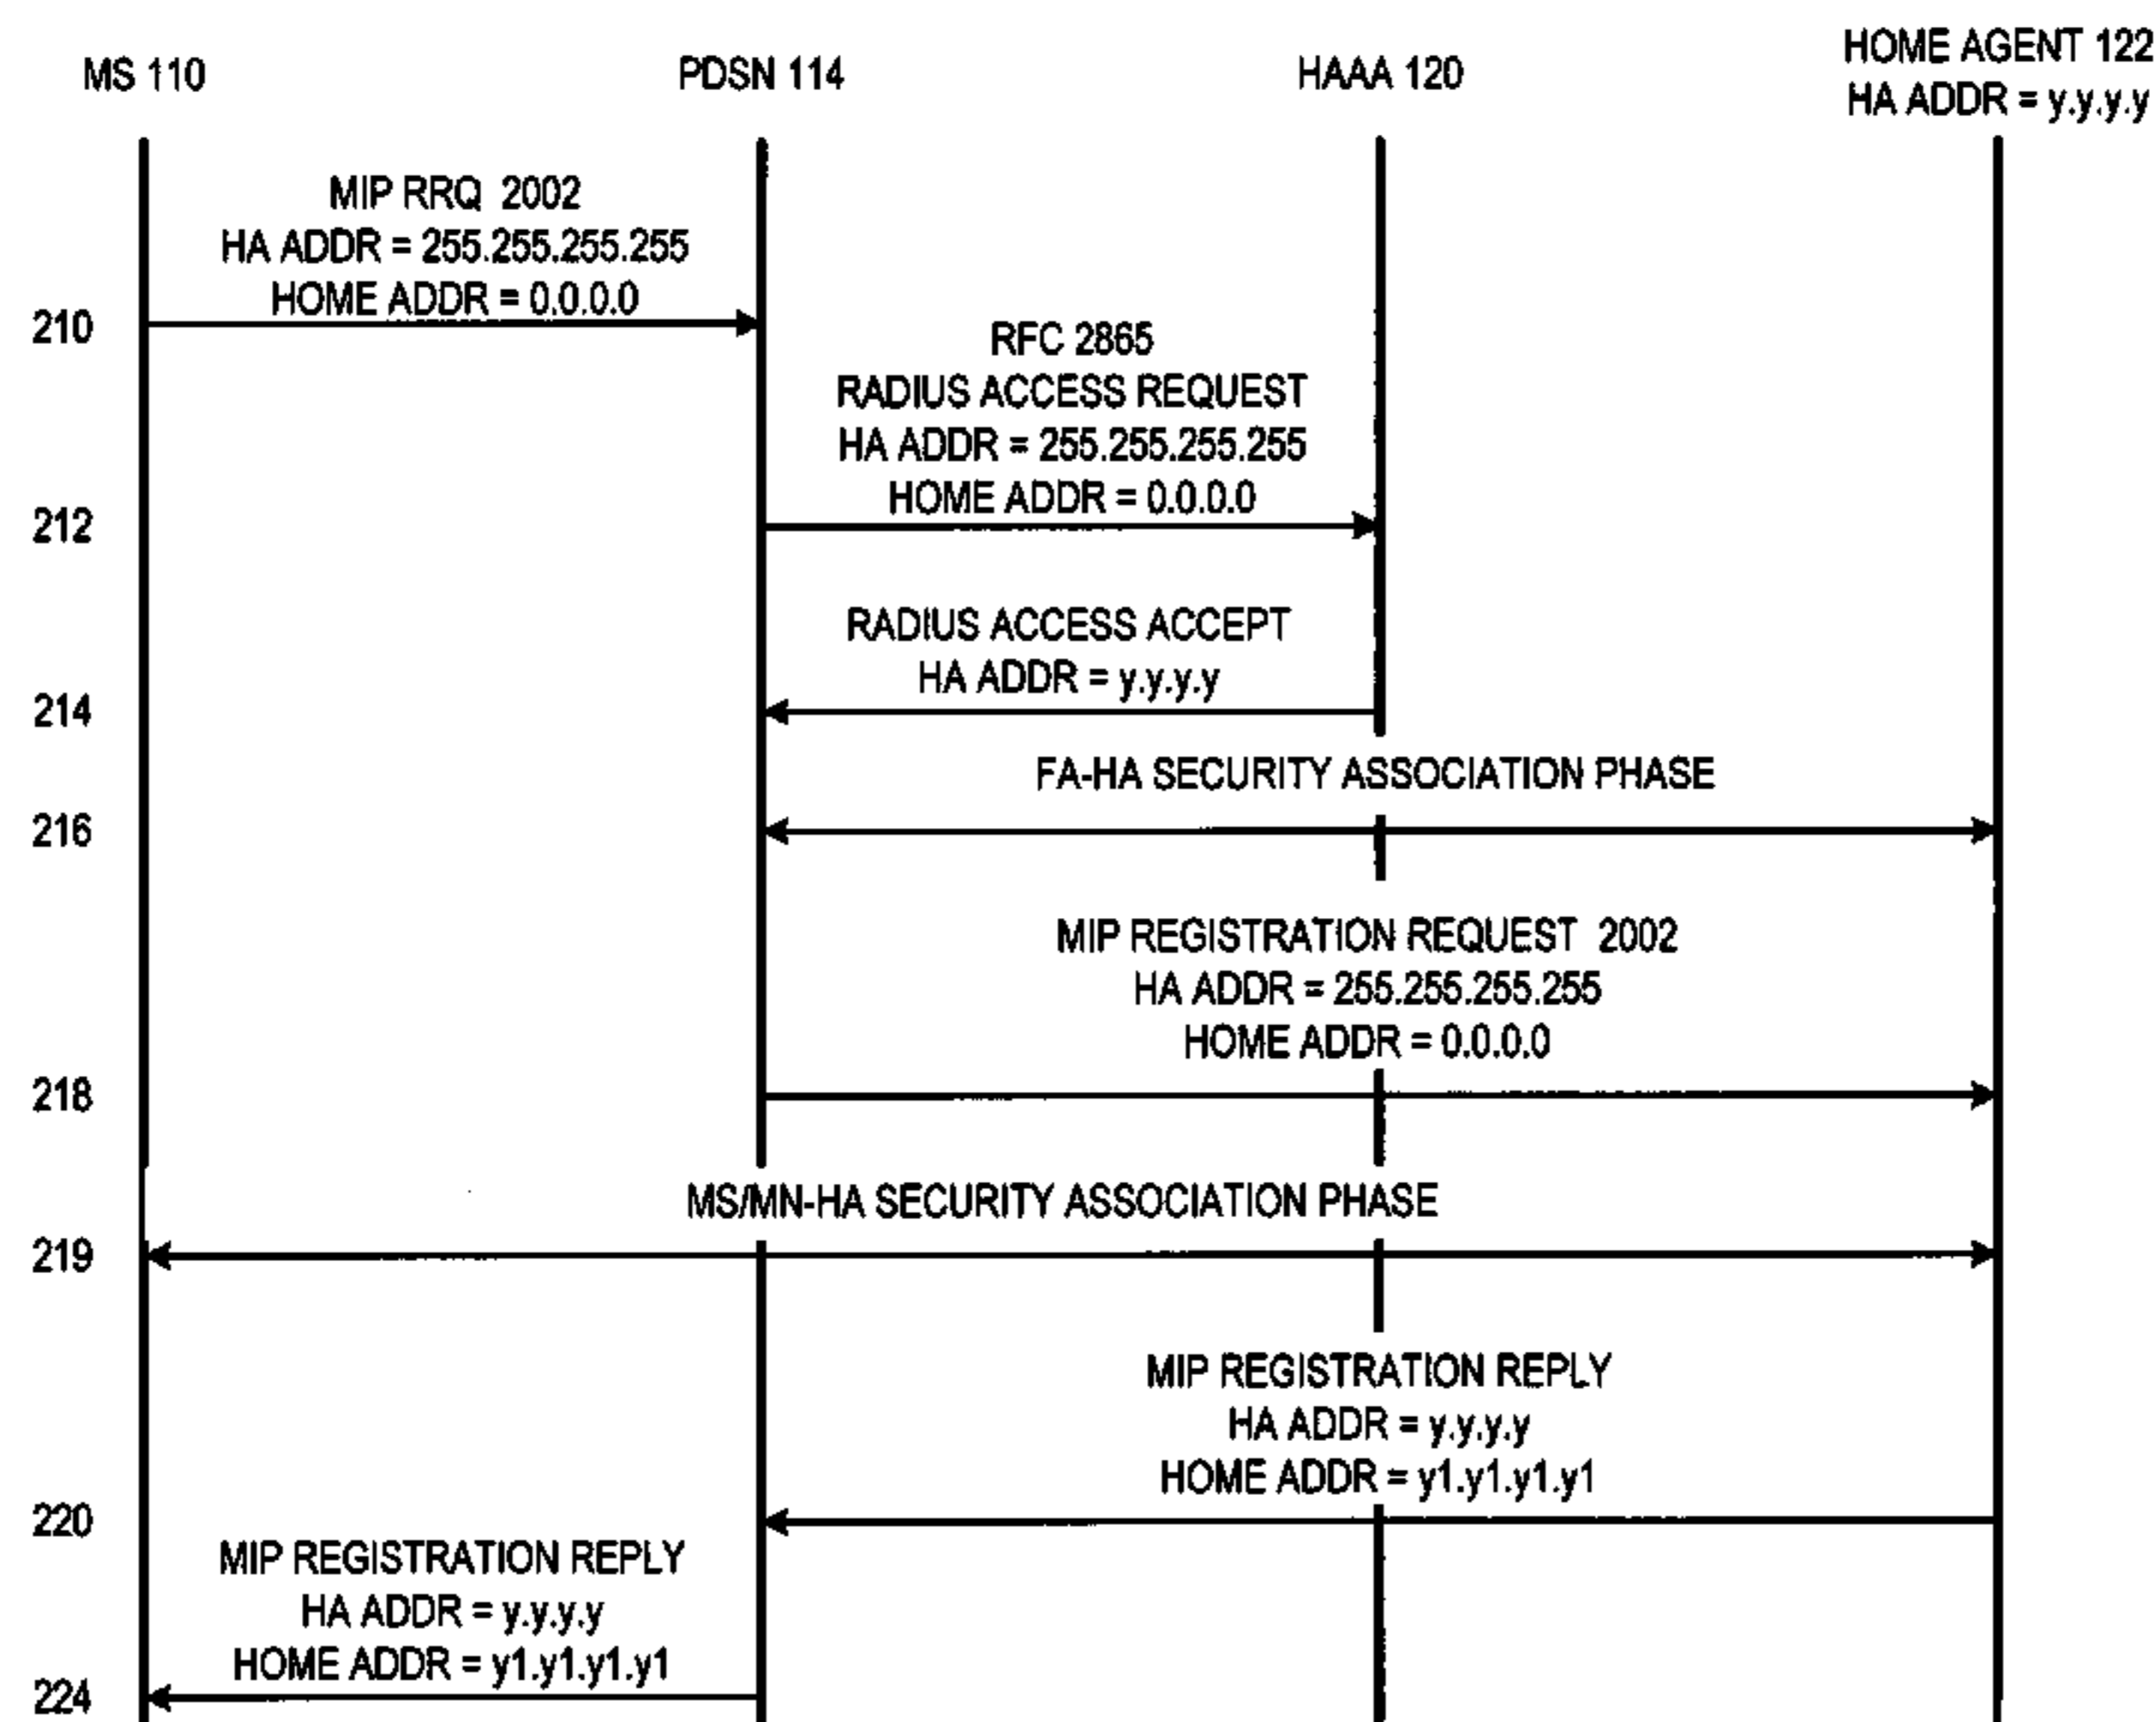 MS 110
PDSN 114
HAAA 120
HOME AGENT 122
HA ADDR = y.y.y.y
MIP RRQ 2002
HA ADDR = 255.255.255.255
HOME ADDR = 0.0.0.0
210
RFC 2865
RADIUS ACCESS REQUEST
HA ADDR = 255.255.255.255
HOME ADDR = 0.0.0.0
212
RADIUS ACCESS ACCEPT
HA ADDR = y.y.y.y
214
FA-HA SECURITY ASSOCIATION PHASE
216
MIP REGISTRATION REQUEST 2002
HA ADDR = 255.255.255.255
HOME ADDR = 0.0.0.0
218
MS/MN-HA SECURITY ASSOCIATION PHASE
219
MIP REGISTRATION REPLY
HA ADDR = y.y.y.y
HOME ADDR = y1.y1.y1.y1
220
MIP REGISTRATION REPLY
HA ADDR = y.y.y.y
HOME ADDR = y1.y1.y1.y1
224